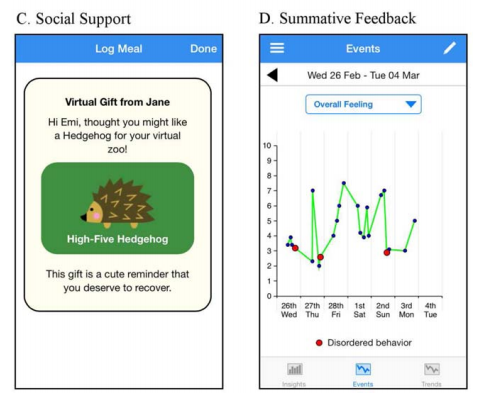 C. Social Support
Log Meal Done
Virtual Gift from Jane
Hi Emi, thought you might like
a Hedgehog for your virtual
zoo!
High-Five Hedgehog
This gift is a cute reminder that
you deserve to recover.
D. Summative Feedback
Events
Wed 26 Feb - Tue 04 Mar
Overall Feeling
10
9
8
7
6
5
4
3
2
1
0
26th 27th 28th 1st 2nd 3rd 4th
Wed Thu Fri Sat Sun Mon Tue
Disordered behavior
Insights Events Trends